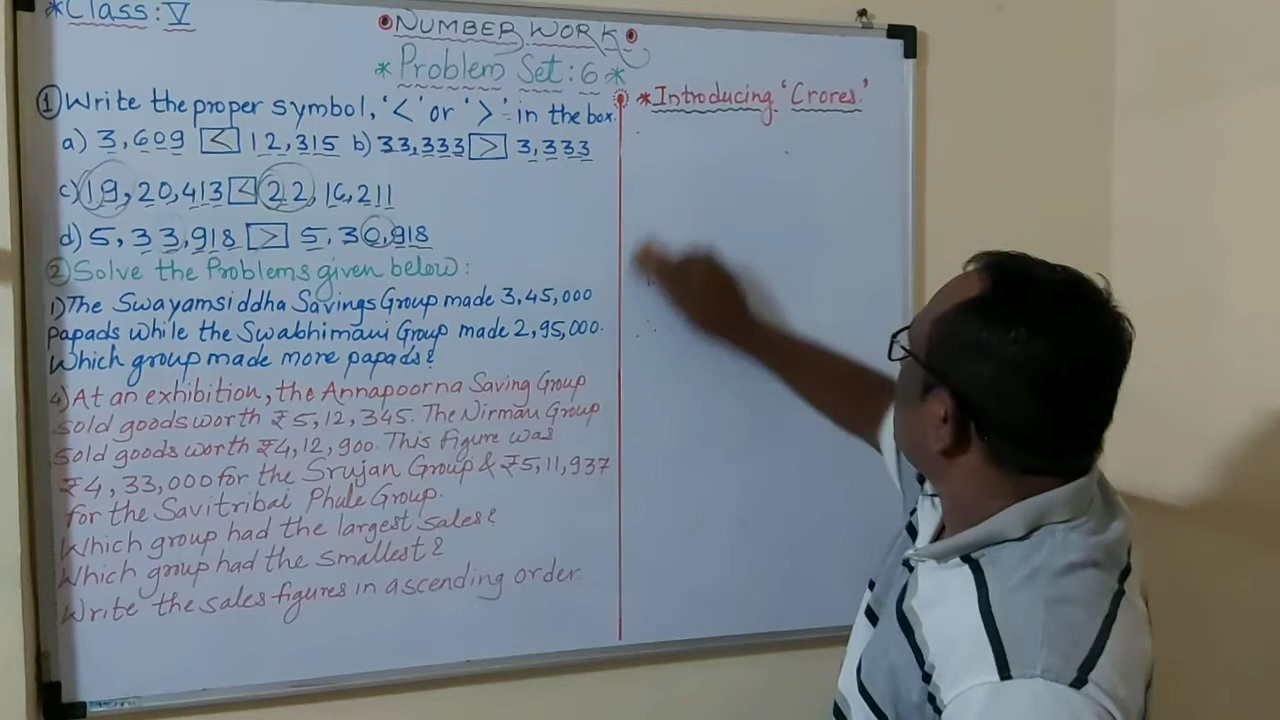 *Class: V
NUMBER WORK
* Problem Set: 6 *
① Write the proper symbol, '<' or '>' in the box.
a) 3,609 < 12,315 b) 33,333 > 3,333
c) 19,20,413 < 22,16,211
d) 5,33,918 > 5,30,918
② Solve the Problems given below:
1) The Swayamsiddha Savings Group made 3,45,000
papads while the Swabhimani Group made 2,95,000.
Which group made more papads?
4) At an exhibition, the Annapoorna Saving Group
sold goods worth ₹5,12,345. The Nirman Group
sold goods worth ₹4,12,900. This figure was
₹4,33,000 for the Srujan Group & ₹5,11,937
for the Savitribai Phule Group.
Which group had the largest sales?
Which group had the smallest?
Write the sales figures in ascending order.
* Introducing 'Crores'